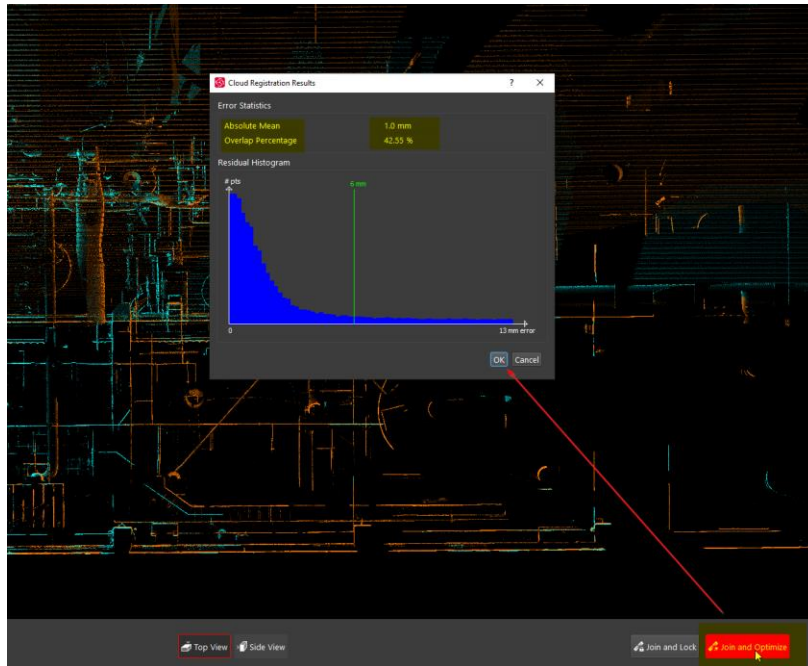 Cloud Registration Results
? ×
Error Statistics
Absolute Mean 1.0 mm
Overlap Percentage 42.55 %
Residual Histogram
# pts
6 mm
0
13 mm error
OK Cancel
Top View Side View Join and Lock Join and Optimize